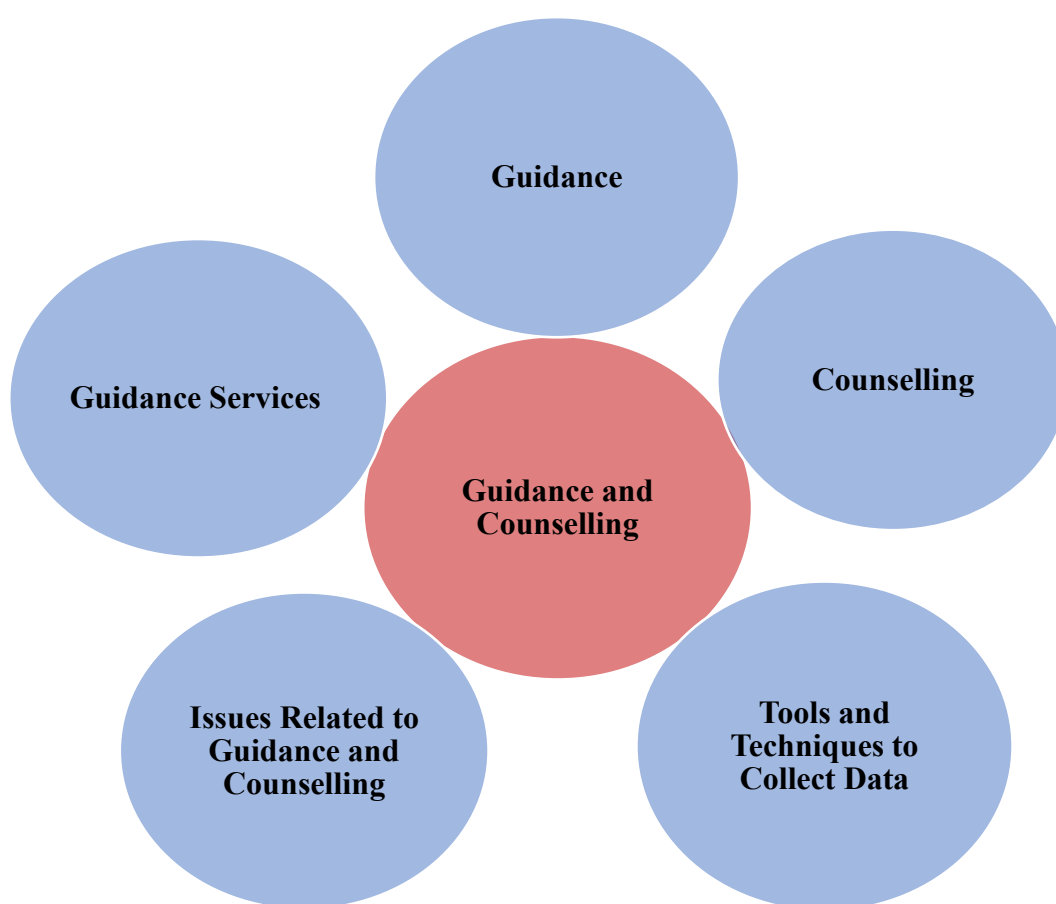 Guidance
Counselling
Guidance Services
Guidance and
Counselling
Tools and
Techniques to
Collect Data
Issues Related to
Guidance and
Counselling